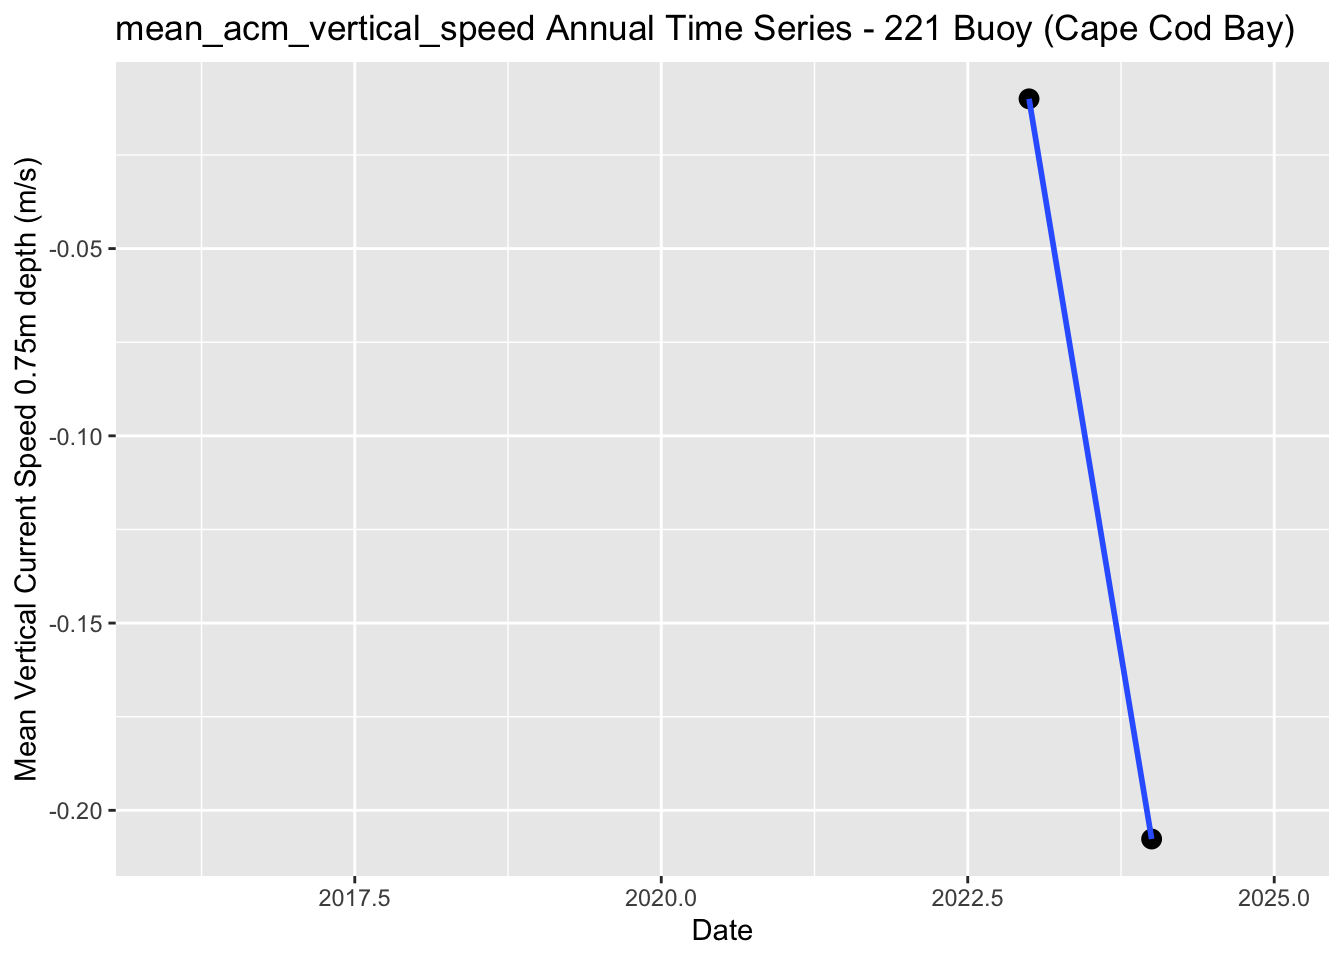 mean_acm_vertical_speed Annual Time Series - 221 Buoy (Cape Cod Bay)
Mean Vertical Current Speed 0.75m depth (m/s)
-0.05
-0.10
-0.15
-0.20
2017.5 2020.0 2022.5 2025.0
Date